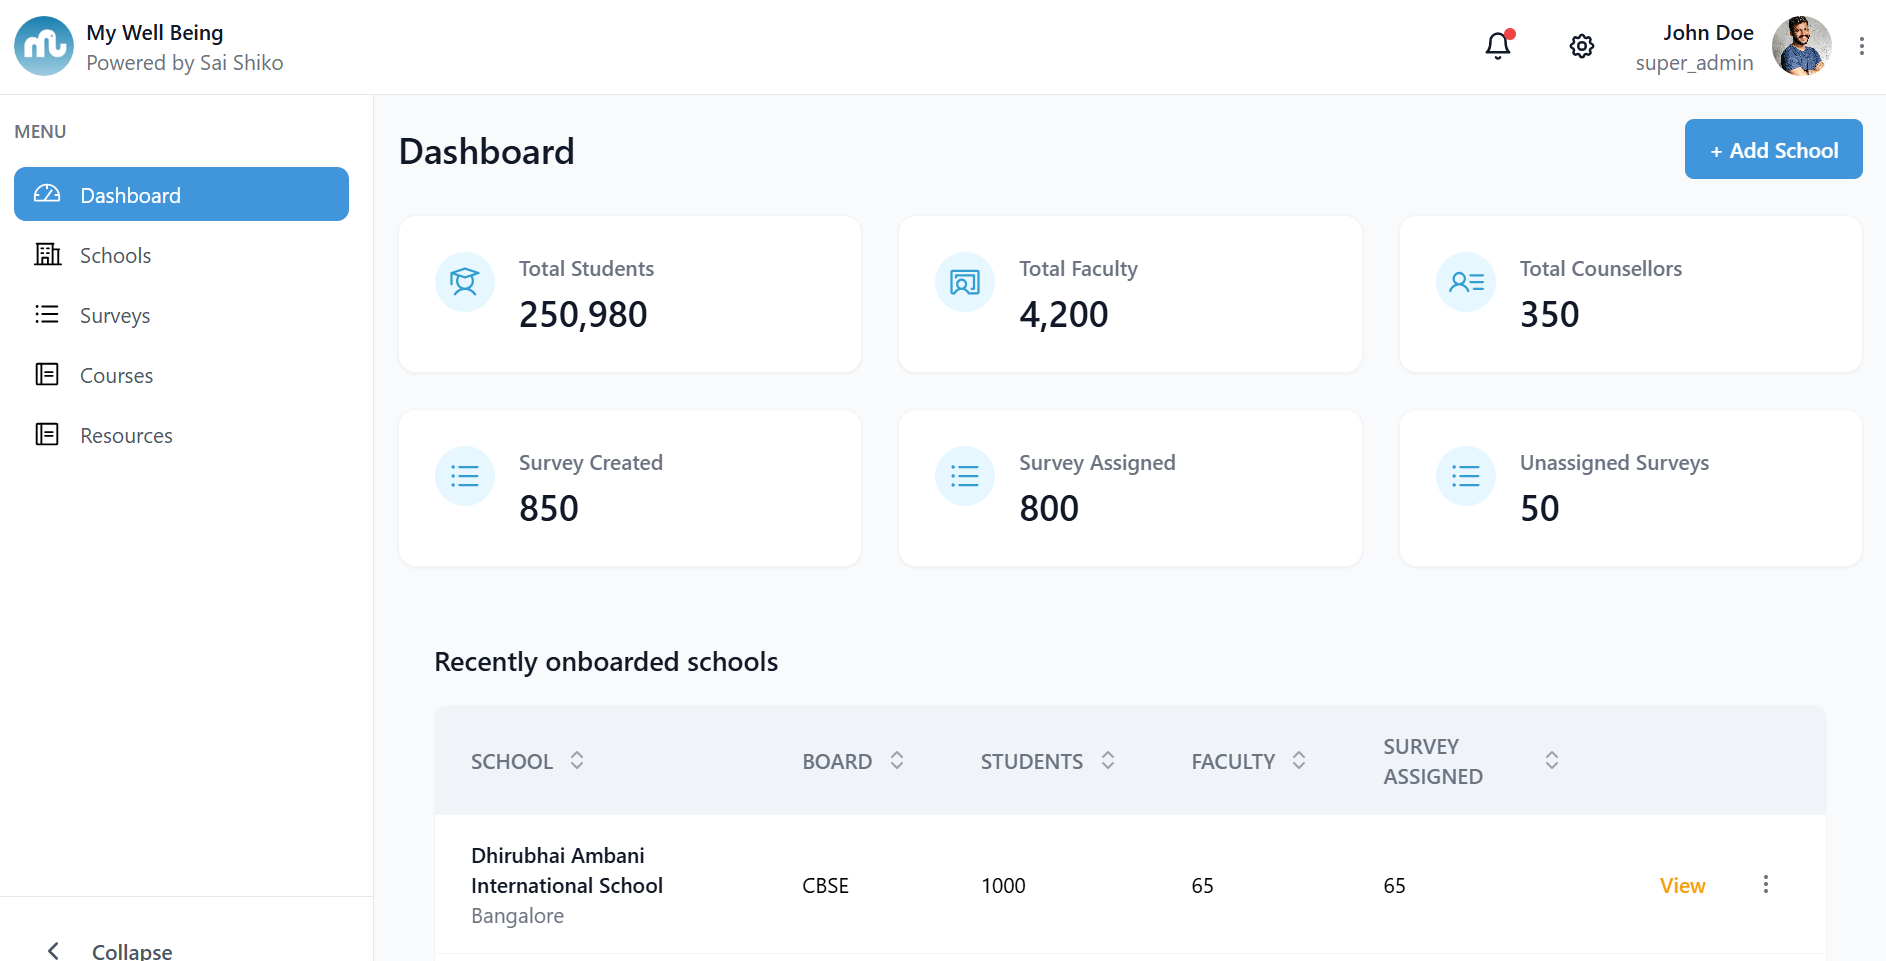 My Well Being
Powered by Sai Shiko
John Doe
super_admin
MENU
Dashboard
Schools
Surveys
Courses
Resources
Collapse
Dashboard
+ Add School
Total Students
250,980
Total Faculty
4,200
Total Counsellors
350
Survey Created
850
Survey Assigned
800
Unassigned Surveys
50
Recently onboarded schools
SCHOOL BOARD STUDENTS FACULTY SURVEY
ASSIGNED
Dhirubhai Ambani
International School
Bangalore
CBSE 1000 65 65 View